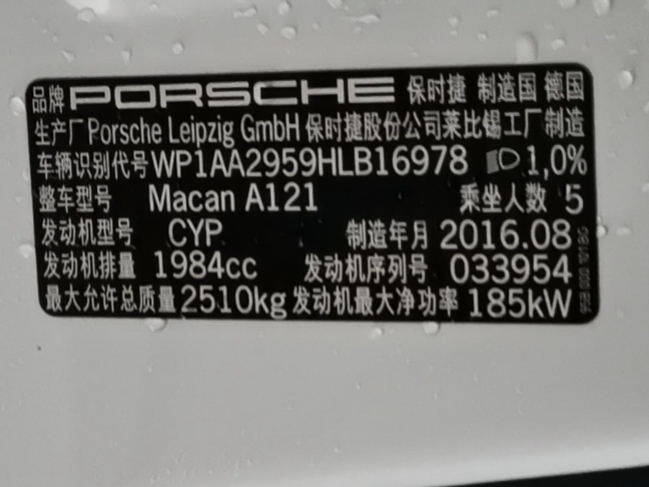 品牌 PORSCHE 保时捷 制造国 德国
生产厂 Porsche Leipzig GmbH 保时捷股份公司莱比锡工厂制造
车辆识别代号 WP1AA2959HLB16978 1,0%
整车型号 Macan A121 乘坐人数 5
发动机型号 CYP 制造年月 2016.08
发动机排量 1984cc 发动机序列号 033954
最大允许总质量 2510kg 发动机最大净功率 185kW